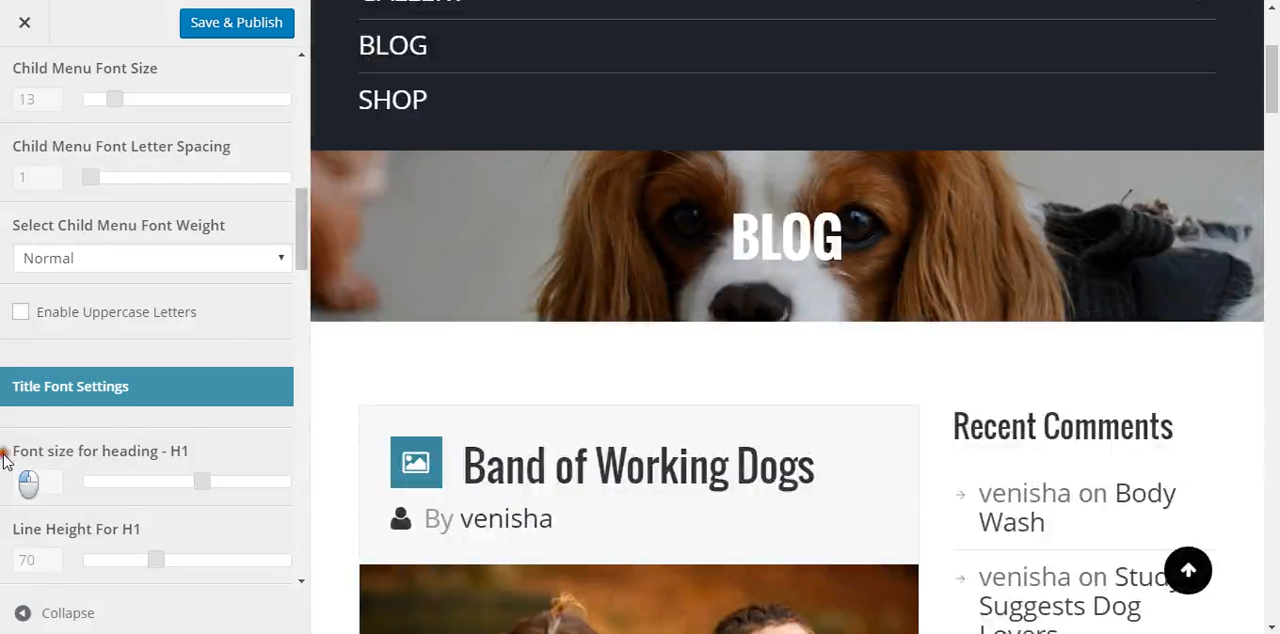 Save & Publish
Child Menu Font Size
13
Child Menu Font Letter Spacing
1
Select Child Menu Font Weight
Normal
Enable Uppercase Letters
Title Font Settings
Font size for heading - H1
Line Height For H1
70
Collapse
BLOG
SHOP
BLOG
Band of Working Dogs
By venisha
Recent Comments
venisha on Body
Wash
venisha on Study
Suggests Dog
Lovers